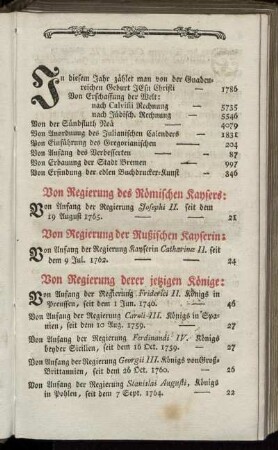 In diesem Jahr zählet man von der Gnaden-
reichen Geburt JESu Christi — 1786
Von Erschaffung der Welt:
nach Calvisii Rechnung — 5735
nach Jüdisch. Rechnung — 5546
Von der Sündfluth Noä — 4079
Von Anordnung des Julianischen Calenders — 1831
Von Einführung des Gregorianischen — 204
Von Anfang des Verbesserten — 87
Von Erbauung der Stadt Bremen — 997
Von Erfindung der edlen Buchdrucker-Kunst — 346
Von Regierung des Römischen Kaysers:
Von Anfang der Regierung Josephi II. seit dem
19 August 1765. — 21
Von Regierung der Rußischen Kayserin:
Von Anfang der Regierung Kayserin Catharina II. seit
dem 9 Jul. 1762. — 24
Von Regierung derer jetzigen Könige:
Von Anfang der Regierung Friderici II. Königs in
Preussen, seit dem 1 Jun. 1740. — 46
Von Anfang der Regierung Caroli III. Königs in Spa-
nien, seit dem 10 Aug. 1759. — 27
Von Anfang der Regierung Ferdinandi IV. Königs
beyder Sicilien, seit dem 16 Oct. 1759. — 27
Von Anfang der Regierung Georgii III. Königs von Groß-
Brittannien, seit dem 26 Oct. 1760. — 26
Von Anfang der Regierung Stanislai Augusti, Königs
in Pohlen, seit dem 7 Sept. 1764. — 22